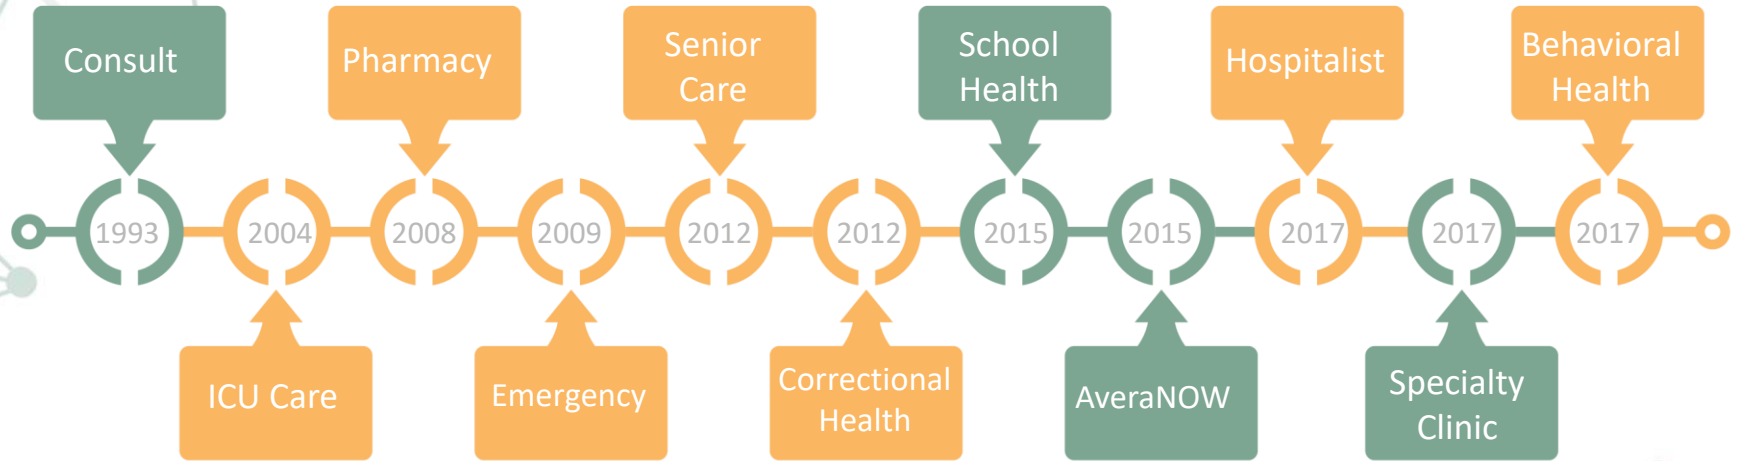 Consult
Pharmacy
Senior
Care
School
Health
Hospitalist
Behavioral
Health
1993
2004
2008
2009
2012
2012
2015
2015
2017
2017
2017
ICU Care
Emergency
Correctional
Health
AveraNOW
Specialty
Clinic